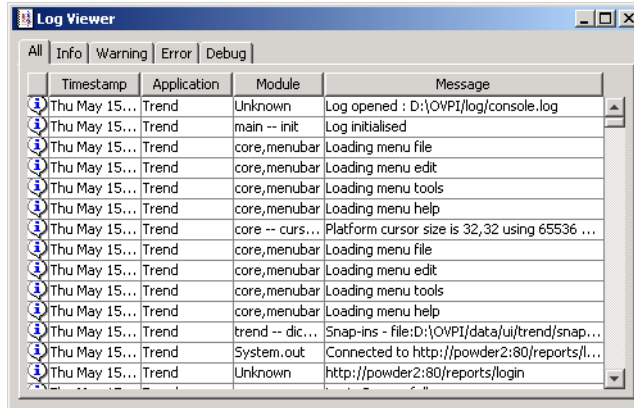 Log Viewer
All Info Warning Error Debug
Timestamp Application Module Message
Thu May 15... Trend Unknown Log opened : D:\OVPI/log/console.log
Thu May 15... Trend main -- init Log initialised
Thu May 15... Trend core,menubar Loading menu file
Thu May 15... Trend core,menubar Loading menu edit
Thu May 15... Trend core,menubar Loading menu tools
Thu May 15... Trend core,menubar Loading menu help
Thu May 15... Trend core -- curs... Platform cursor size is 32,32 using 65536 ...
Thu May 15... Trend core,menubar Loading menu file
Thu May 15... Trend core,menubar Loading menu edit
Thu May 15... Trend core,menubar Loading menu tools
Thu May 15... Trend core,menubar Loading menu help
Thu May 15... Trend trend -- dic... Snap-ins - file:D:\OVPI/data/ui/trend/snap...
Thu May 15... Trend System.out Connected to http://powder2:80/reports/l...
Thu May 15... Trend Unknown http://powder2:80/reports/login